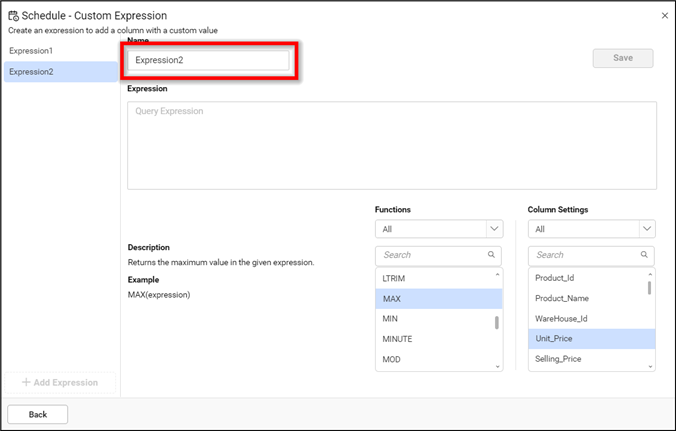 Schedule - Custom Expression
Create an expression to add a column with a custom value
Expression1
Expression2
Name
Expression2
Save
Expression
Query Expression
Functions
Column Settings
All
All
Description
Returns the maximum value in the given expression.
Search
Search
Example
MAX(expression)
LTRIM
MAX
MIN
MINUTE
MOD
Product_Id
Product_Name
WareHouse_Id
Unit_Price
Selling_Price
+ Add Expression
Back